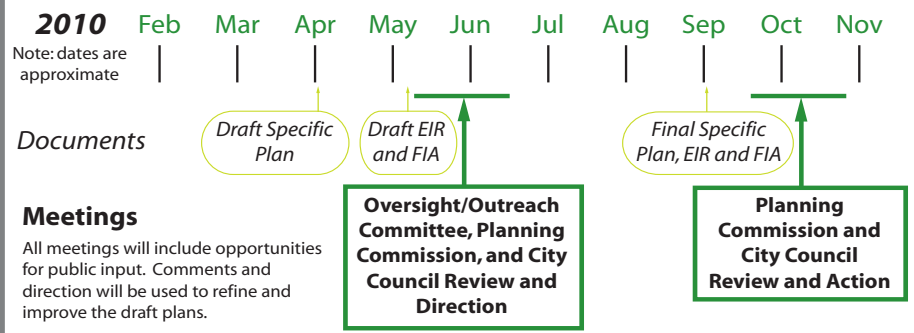 2010 Feb Mar Apr May Jun Jul Aug Sep Oct Nov
Note: dates are
approximate
Documents
Draft Specific
Plan
Draft EIR
and FIA
Final Specific
Plan, EIR and FIA
Meetings
All meetings will include opportunities
for public input. Comments and
direction will be used to refine and
improve the draft plans.
Oversight/Outreach
Committee, Planning
Commission, and City
Council Review and
Direction
Planning
Commission and
City Council
Review and Action